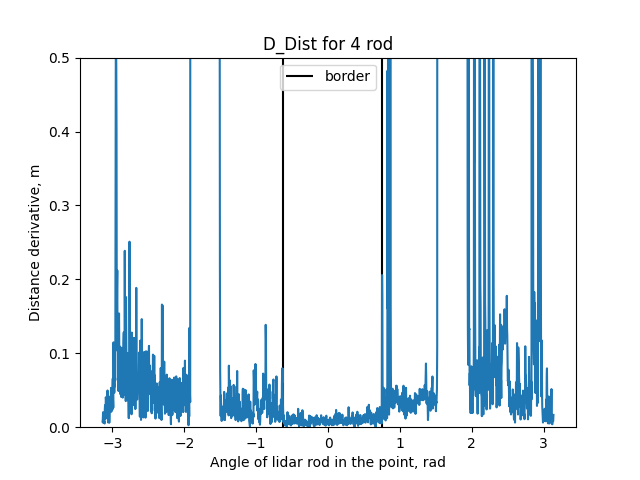 D_Dist for 4 rod
border
Distance derivative, m
0.5
0.4
0.3
0.2
0.1
0.0
−3 −2 −1 0 1 2 3
Angle of lidar rod in the point, rad